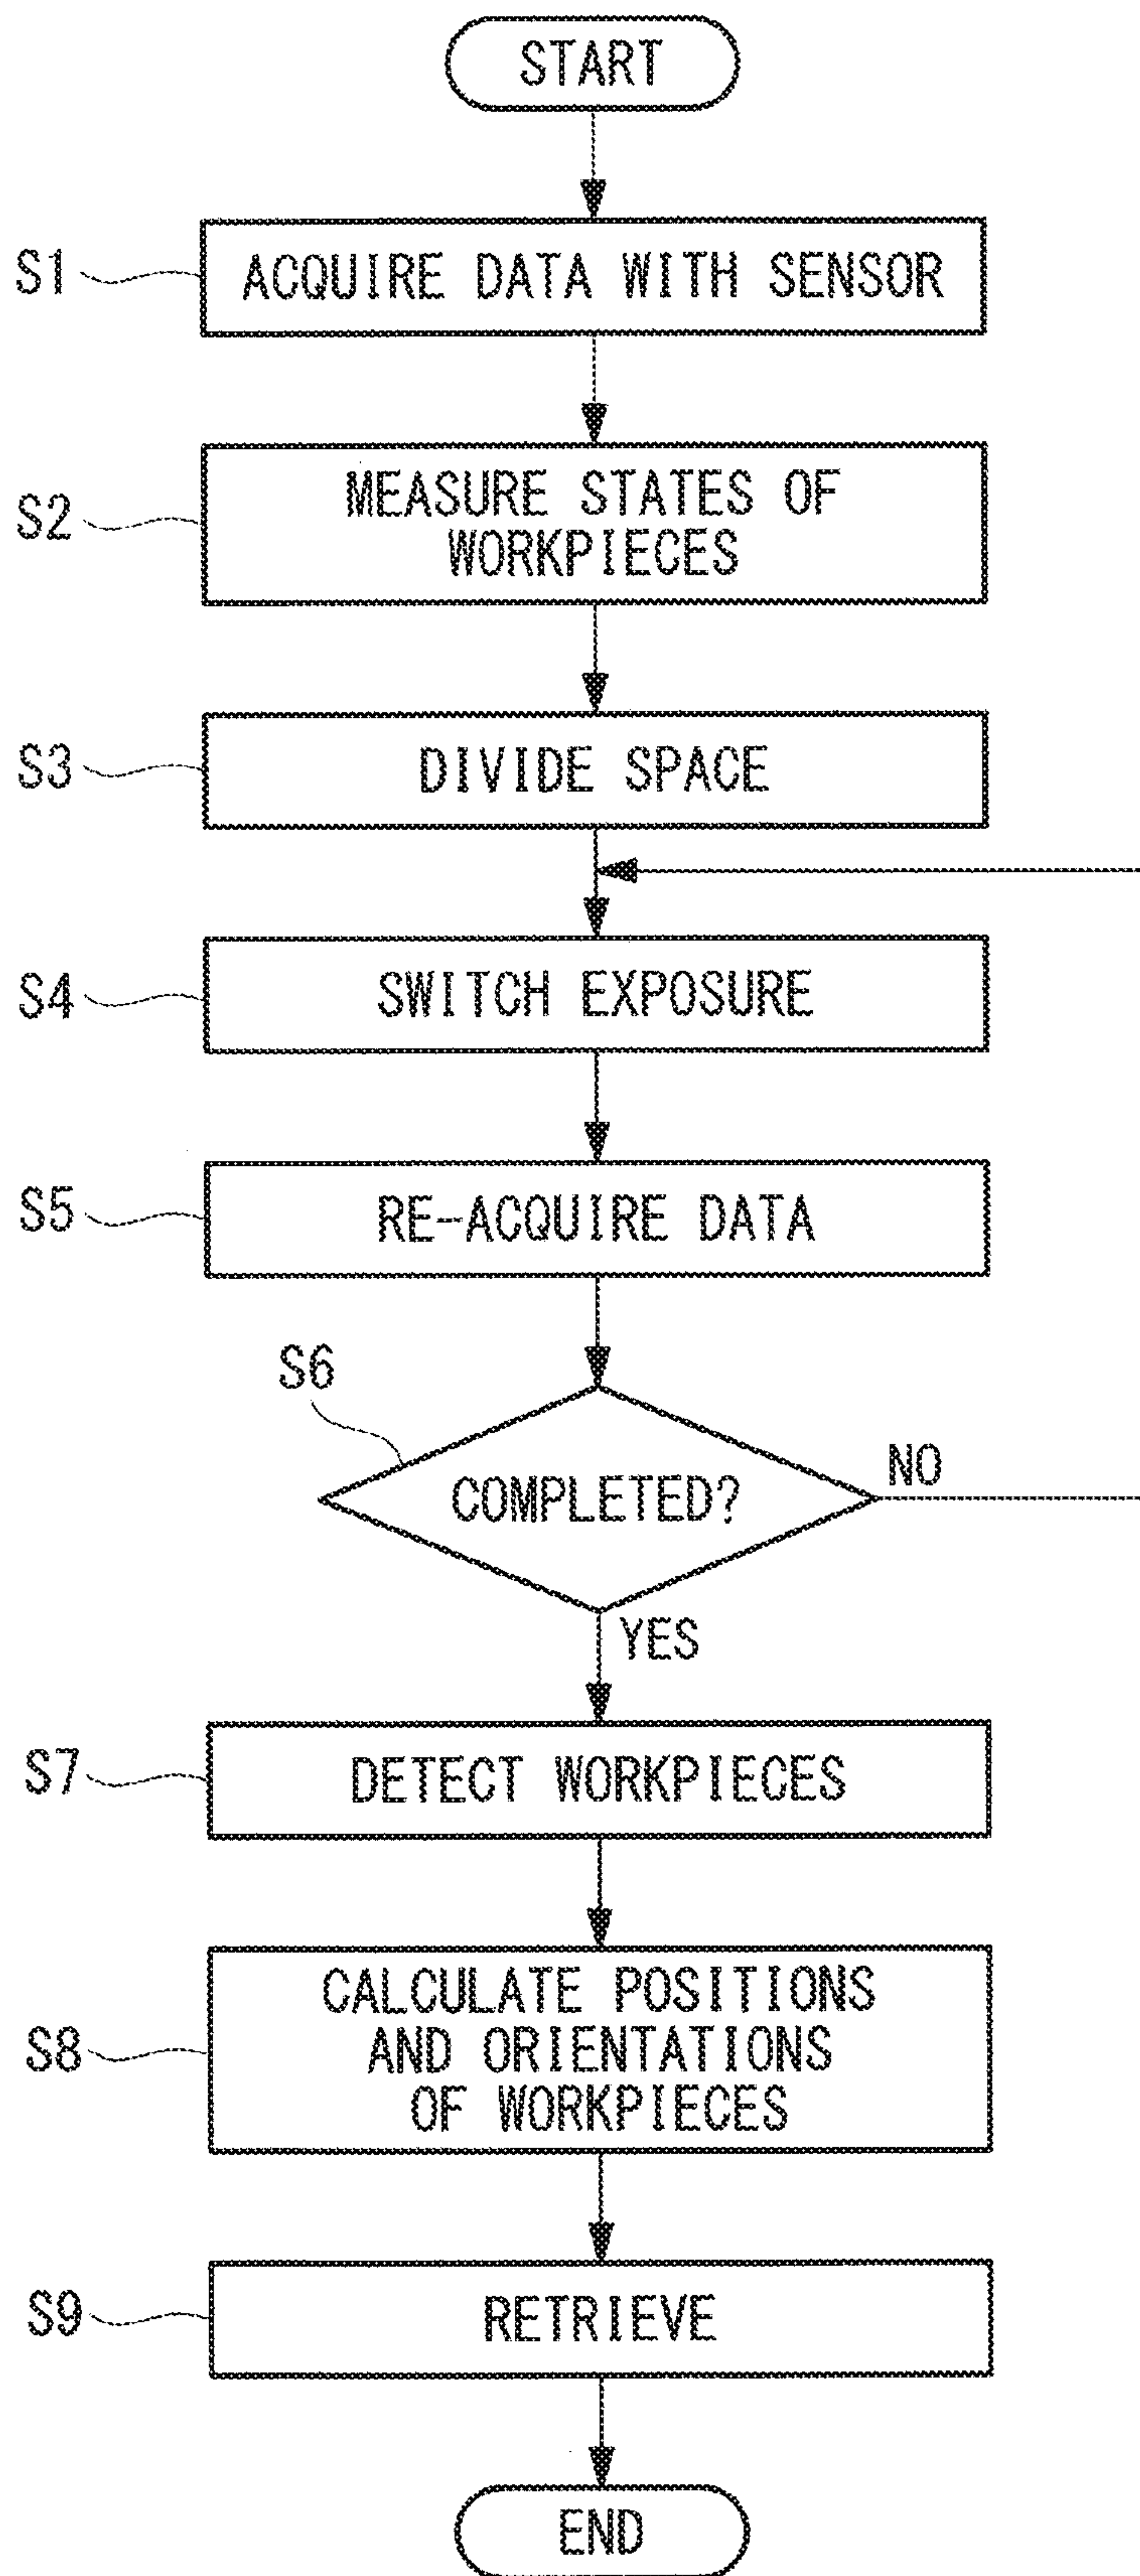 START
S1
ACQUIRE DATA WITH SENSOR
S2
MEASURE STATES OF
WORKPIECES
S3
DIVIDE SPACE
S4
SWITCH EXPOSURE
S5
RE-ACQUIRE DATA
S6
COMPLETED?
NO
YES
S7
DETECT WORKPIECES
S8
CALCULATE POSITIONS
AND ORIENTATIONS
OF WORKPIECES
S9
RETRIEVE
END